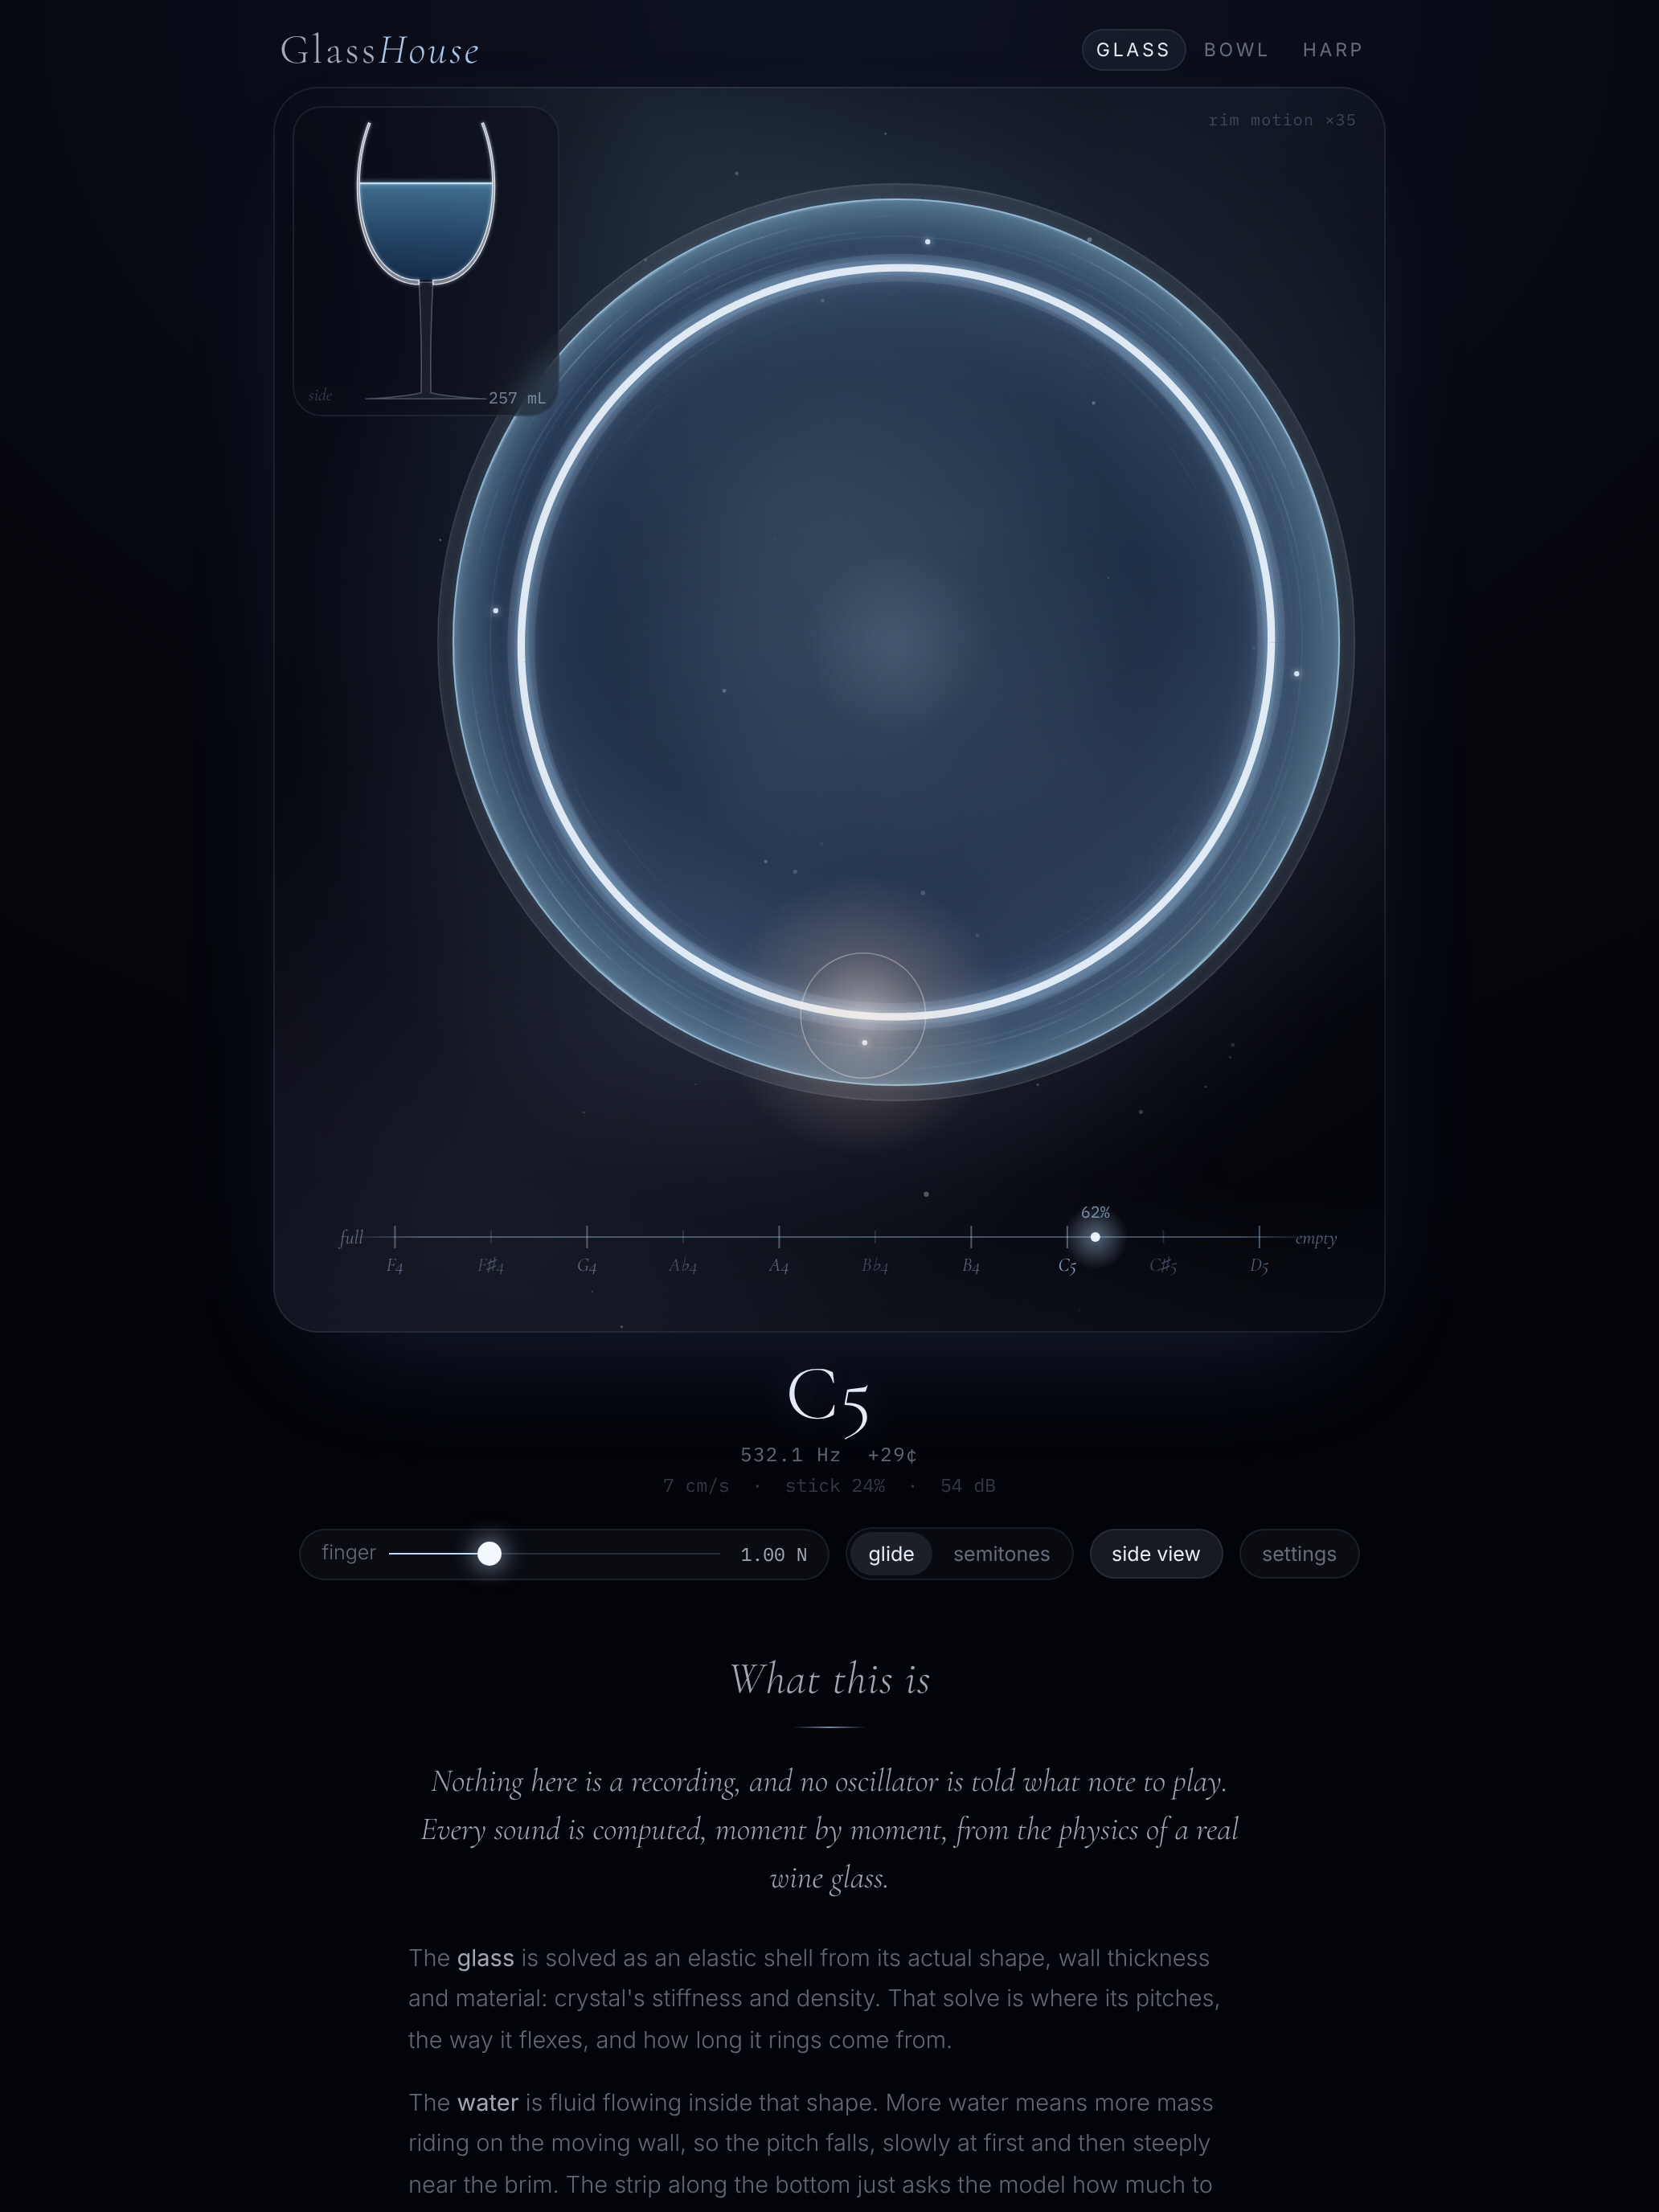 GlassHouse
GLASS BOWL HARP
rim motion ×35
side 257 mL
62%
full empty
F4 F♯4 G4 A♭4 A4 B♭4 B4 C5 C♯5 D5
C5
532.1 Hz +29¢
7 cm/s · stick 24% · 54 dB
finger 1.00 N glide semitones side view settings
What this is
Nothing here is a recording, and no oscillator is told what note to play.
Every sound is computed, moment by moment, from the physics of a real
wine glass.
The glass is solved as an elastic shell from its actual shape, wall thickness
and material: crystal's stiffness and density. That solve is where its pitches,
the way it flexes, and how long it rings come from.
The water is fluid flowing inside that shape. More water means more mass
riding on the moving wall, so the pitch falls, slowly at first and then steeply
near the brim. The strip along the bottom just asks the model how much to